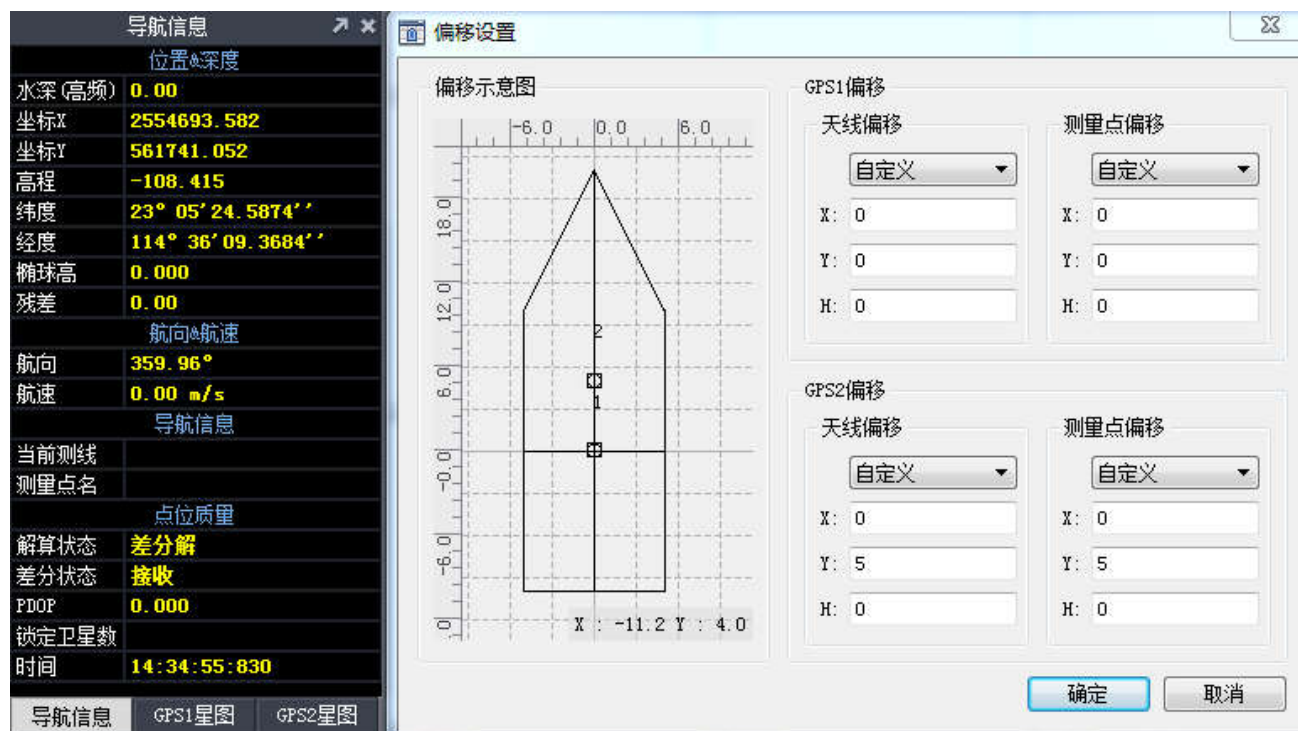 导航信息
位置&深度
水深(高频) 0.00
坐标X 2554693.582
坐标Y 561741.052
高程 -108.415
纬度 23° 05′24.5874′′
经度 114° 36′09.3684′′
椭球高 0.000
残差 0.00
航向&航速
航向 359.96°
航速 0.00 m/s
导航信息
当前测线
测量点名
点位质量
解算状态 差分解
差分状态 接收
PDOP 0.000
锁定卫星数
时间 14:34:55:830
导航信息 GPS1星图 GPS2星图
偏移设置
偏移示意图
-6.0 0.0 6.0
18.0
12.0
6.0
-0.0
-6.0
0
2
1
X : -11.2 Y : 4.0
GPS1偏移
天线偏移 测量点偏移
自定义 自定义
X: 0 X: 0
Y: 0 Y: 0
H: 0 H: 0
GPS2偏移
天线偏移 测量点偏移
自定义 自定义
X: 0 X: 0
Y: 5 Y: 5
H: 0 H: 0
确定 取消